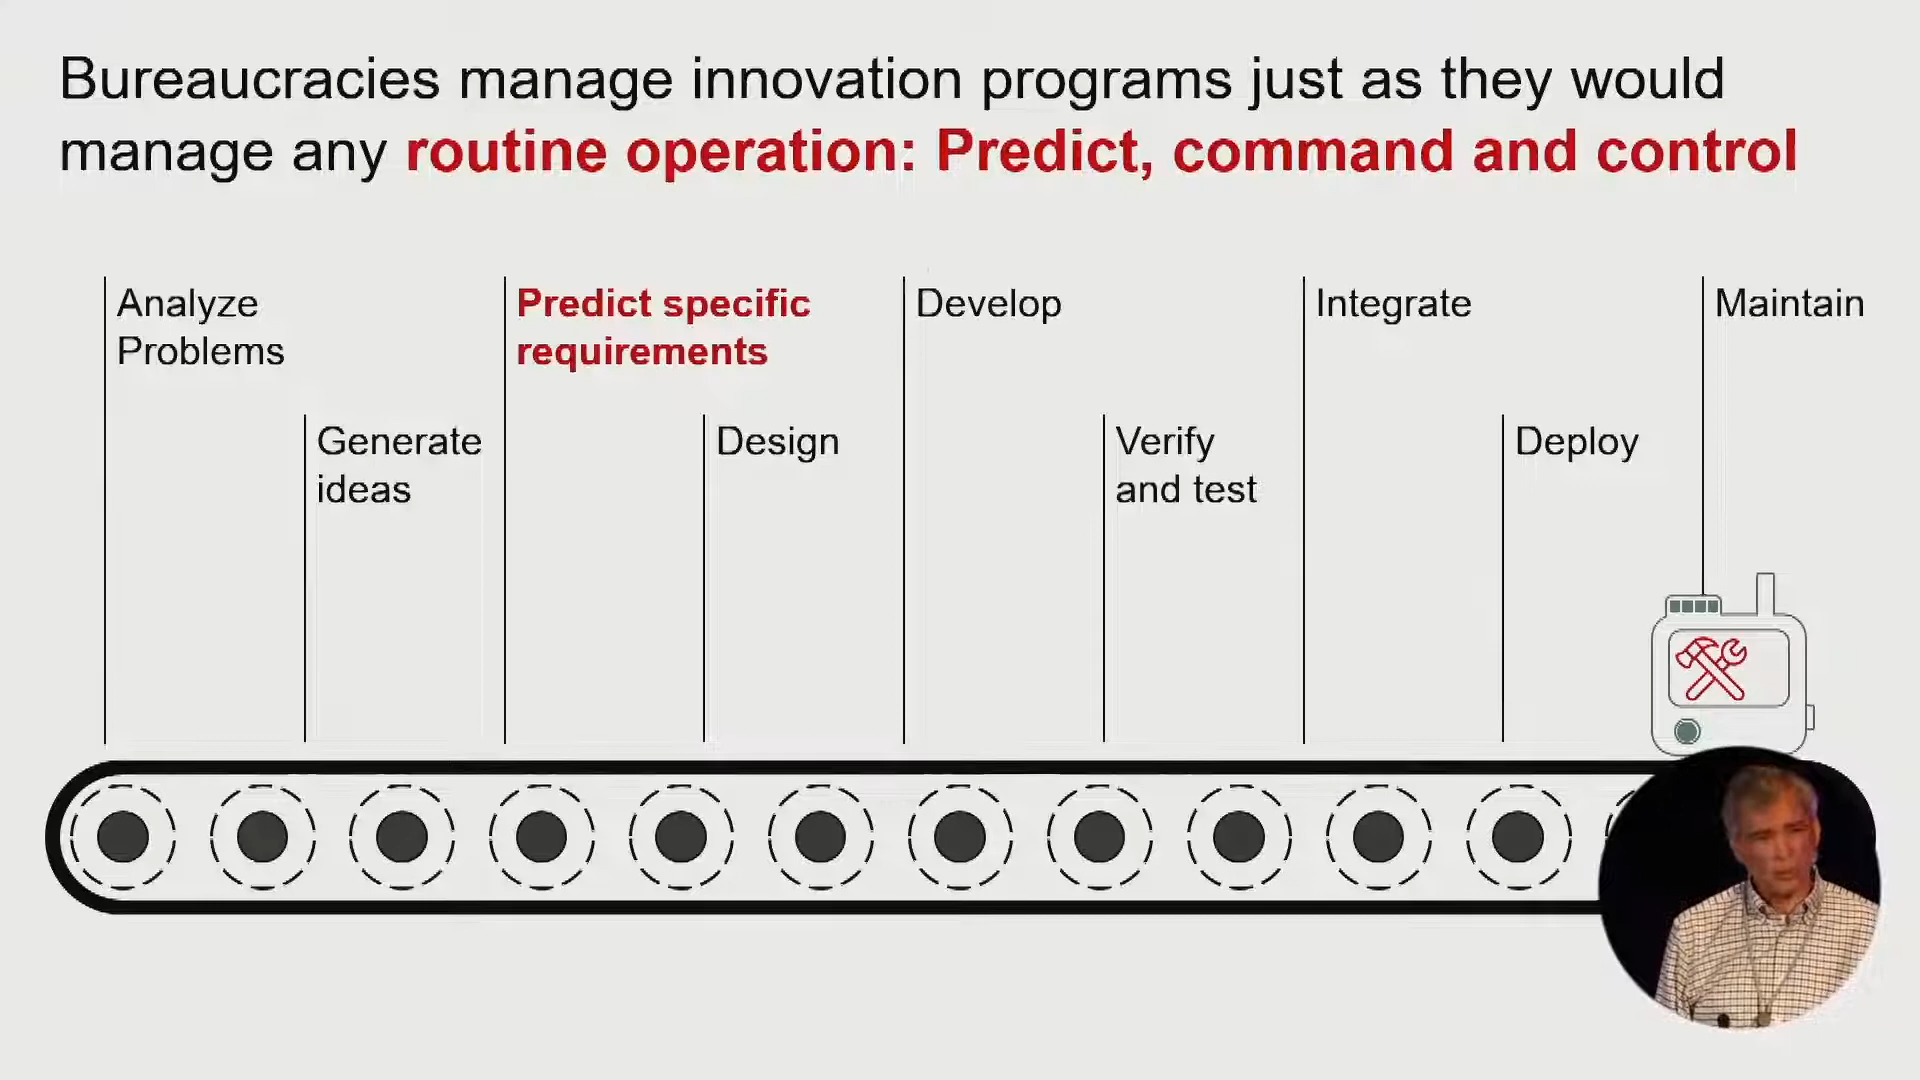 Bureaucracies manage innovation programs just as they would
manage any routine operation: Predict, command and control
Analyze
Problems
Generate
ideas
Predict specific
requirements
Design
Develop
Verify
and test
Integrate
Deploy
Maintain